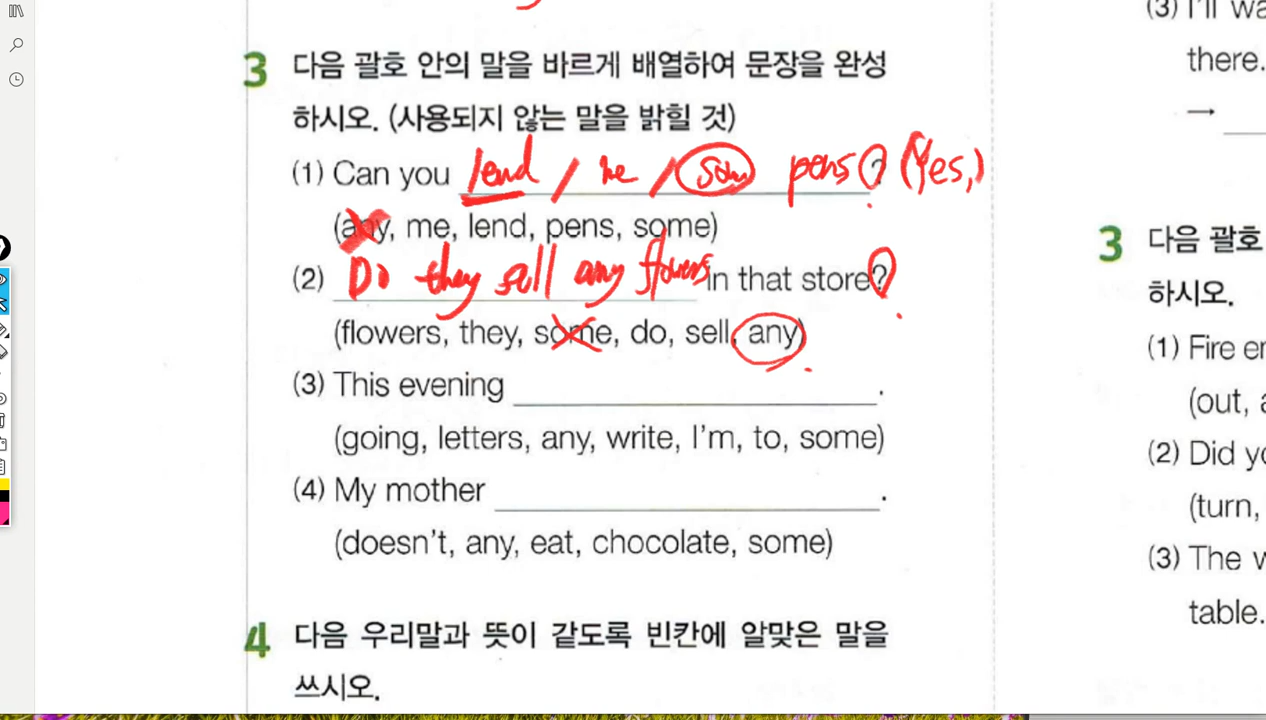 3 다음 괄호 안의 말을 바르게 배열하여 문장을 완성
하시오. (사용되지 않는 말을 밝힐 것)
(1) Can you lend / me / som pens? (Yes,)
(any, me, lend, pens, some)
(2) Do they sell any flowers in that store?
(flowers, they, some, do, sell, any)
(3) This evening .
(going, letters, any, write, I'm, to, some)
(4) My mother .
(doesn't, any, eat, chocolate, some)
4 다음 우리말과 뜻이 같도록 빈칸에 알맞은 말을
쓰시오.
(3) I'll
there.
→
3 다음 괄호
하시오.
(1) Fire
(out,
(2) Did
(turn,
(3) The
table.